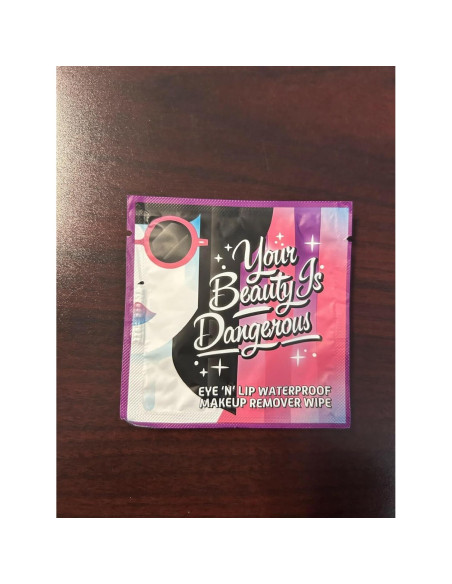 Your
Beauty Is
Dangerous
EYE 'N' LIP WATERPROOF
MAKEUP REMOVER WIPE